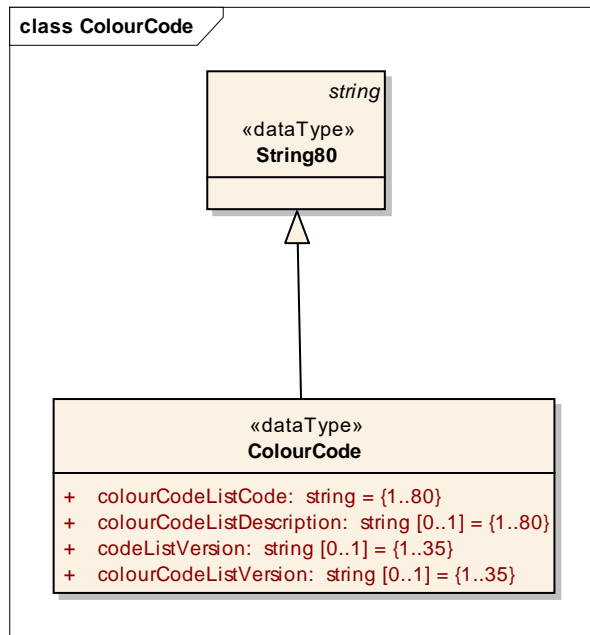 class ColourCode
string
«dataType»
String80
«dataType»
ColourCode
+ colourCodeListCode: string = {1..80}
+ colourCodeListDescription: string [0..1] = {1..80}
+ codeListVersion: string [0..1] = {1..35}
+ colourCodeListVersion: string [0..1] = {1..35}